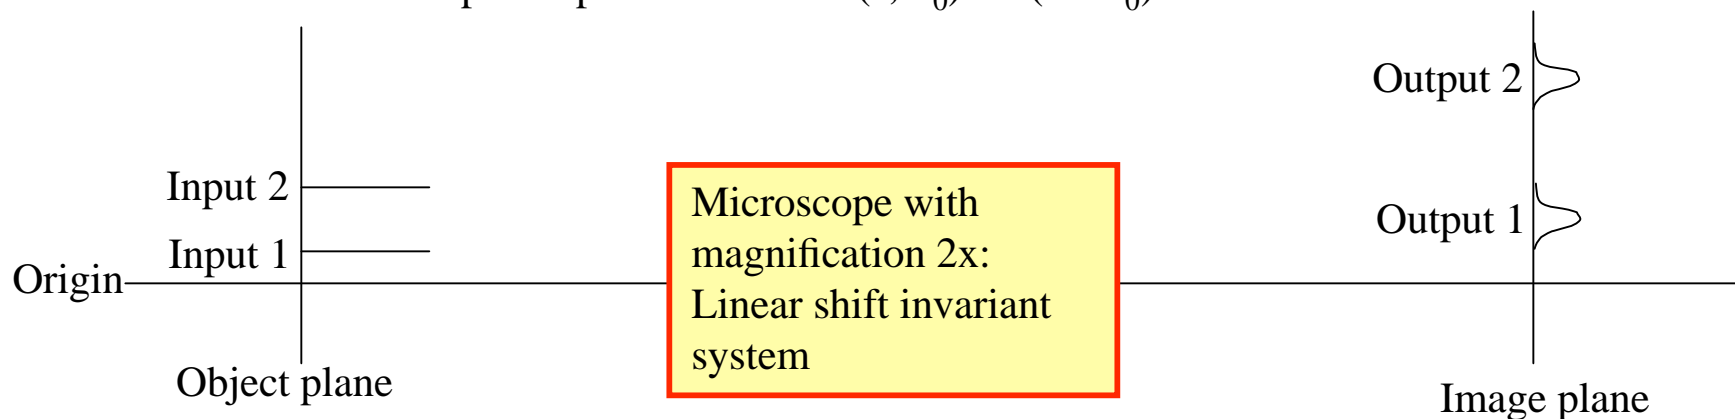 Output 2
Input 2
Input 1
Origin
Microscope with
magnification 2x:
Linear shift invariant
system
Output 1
Object plane
Image plane